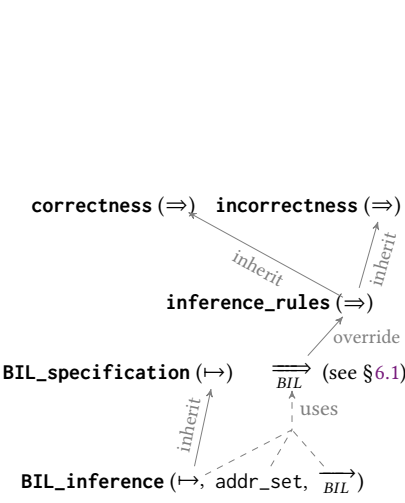 correctness (⇒) incorrectness (⇒)
inherit
inherit
inference_rules (⇒)
override
BIL_specification (↦) ⟹ BIL (see §6.1)
inherit
uses
BIL_inference (↦, addr_set, ⟶ BIL)